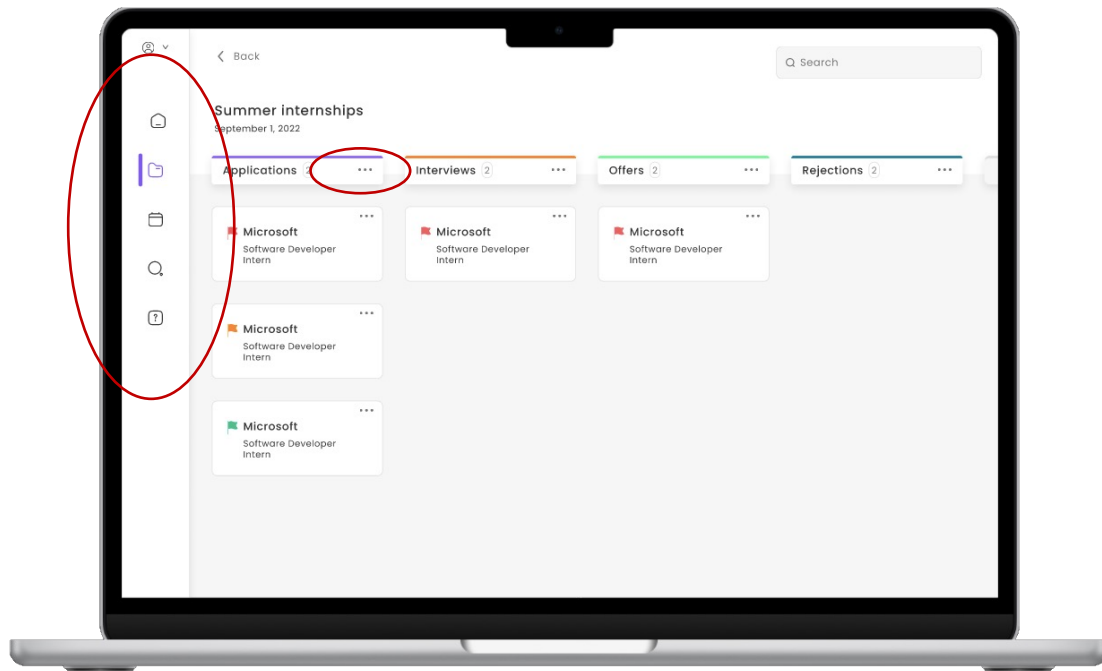 Back
Search
Summer internships
September 1, 2022
Applications 2 ...
Interviews 2 ...
Offers 2 ...
Rejections 2 ...
...
Microsoft
Software Developer
Intern
...
Microsoft
Software Developer
Intern
...
Microsoft
Software Developer
Intern
...
Microsoft
Software Developer
Intern
...
Microsoft
Software Developer
Intern
?